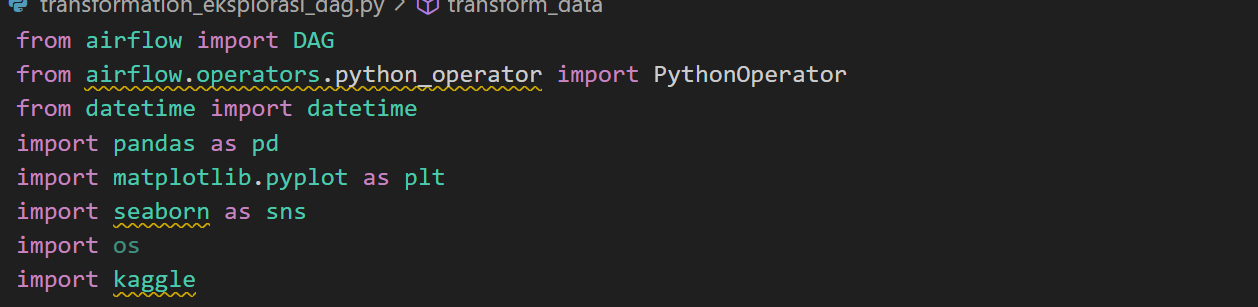 transformation_eksplorasi_dag.py > transform_data
from airflow import DAG
from airflow.operators.python_operator import PythonOperator
from datetime import datetime
import pandas as pd
import matplotlib.pyplot as plt
import seaborn as sns
import os
import kaggle